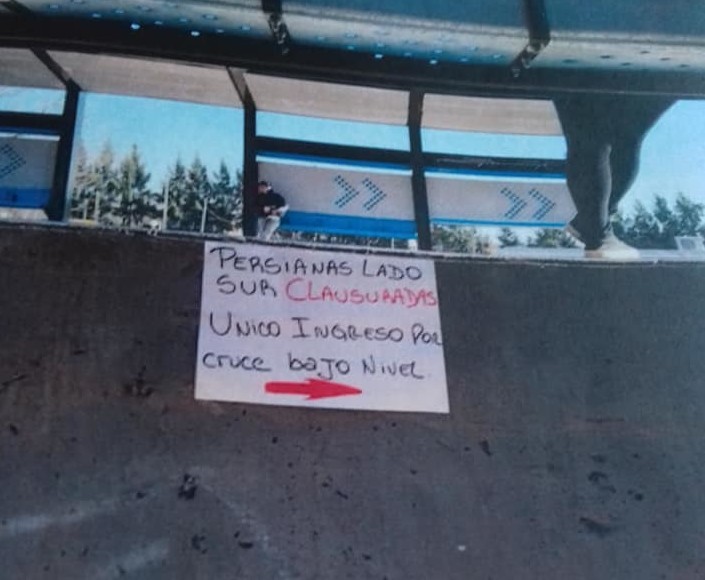 PERSIANAS LADO
SUR CLAUSURADAS
UNICO INGRESO POR
cruce bajo NIVEL.